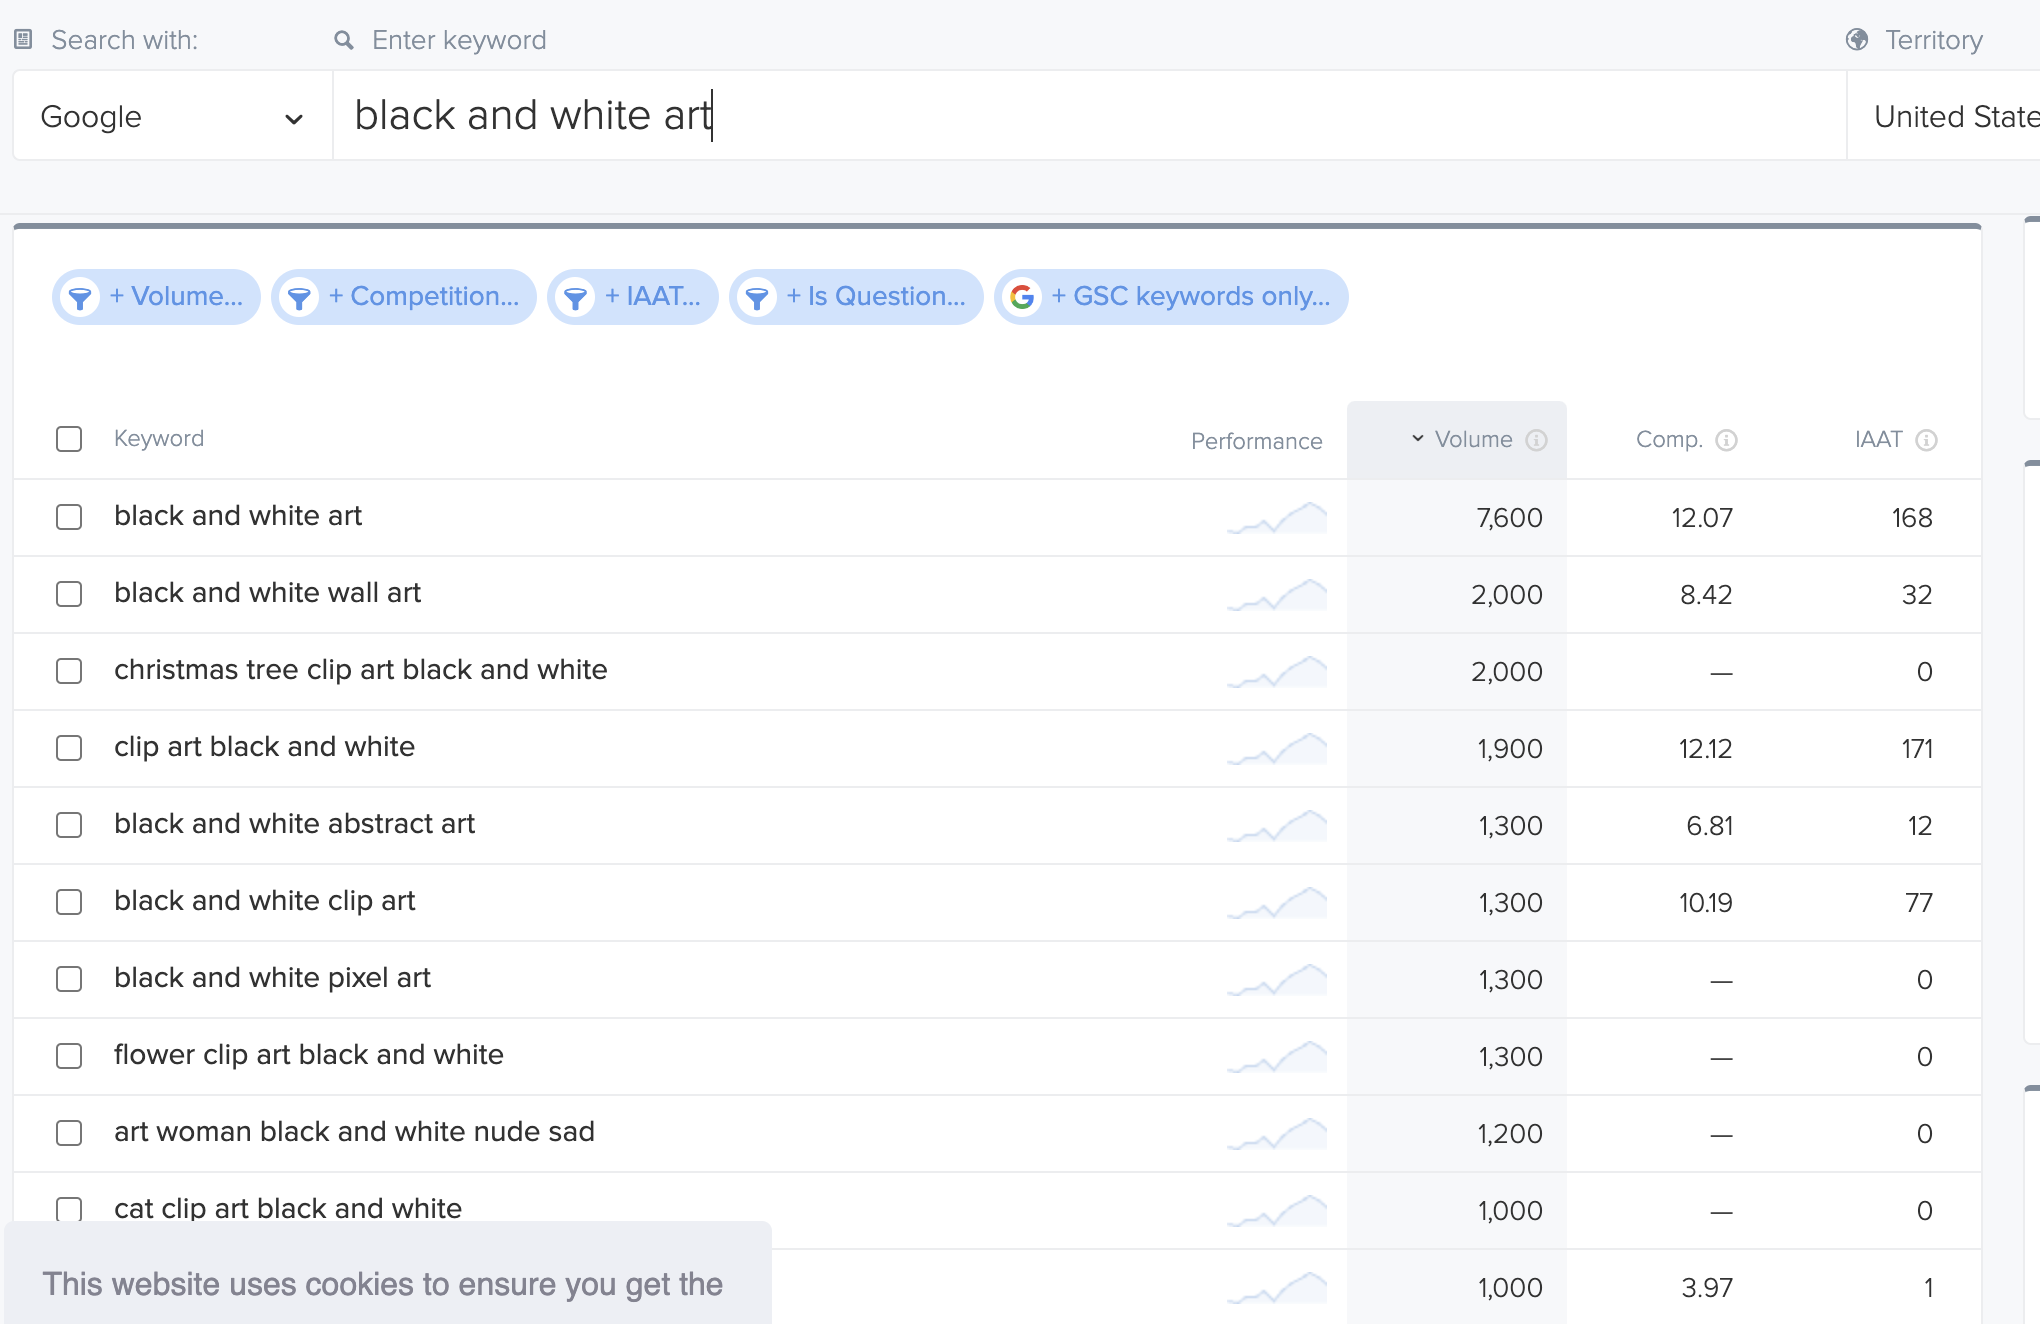 Search with:
Enter keyword
Territory
Google
black and white art
United State
+ Volume...
+ Competition...
+ IAAT...
+ Is Question...
+ GSC keywords only...
Keyword
Performance
Volume
Comp.
IAAT
black and white art 7,600 12.07 168
black and white wall art 2,000 8.42 32
christmas tree clip art black and white 2,000 — 0
clip art black and white 1,900 12.12 171
black and white abstract art 1,300 6.81 12
black and white clip art 1,300 10.19 77
black and white pixel art 1,300 — 0
flower clip art black and white 1,300 — 0
art woman black and white nude sad 1,200 — 0
cat clip art black and white 1,000 — 0
1,000 3.97 1
This website uses cookies to ensure you get the